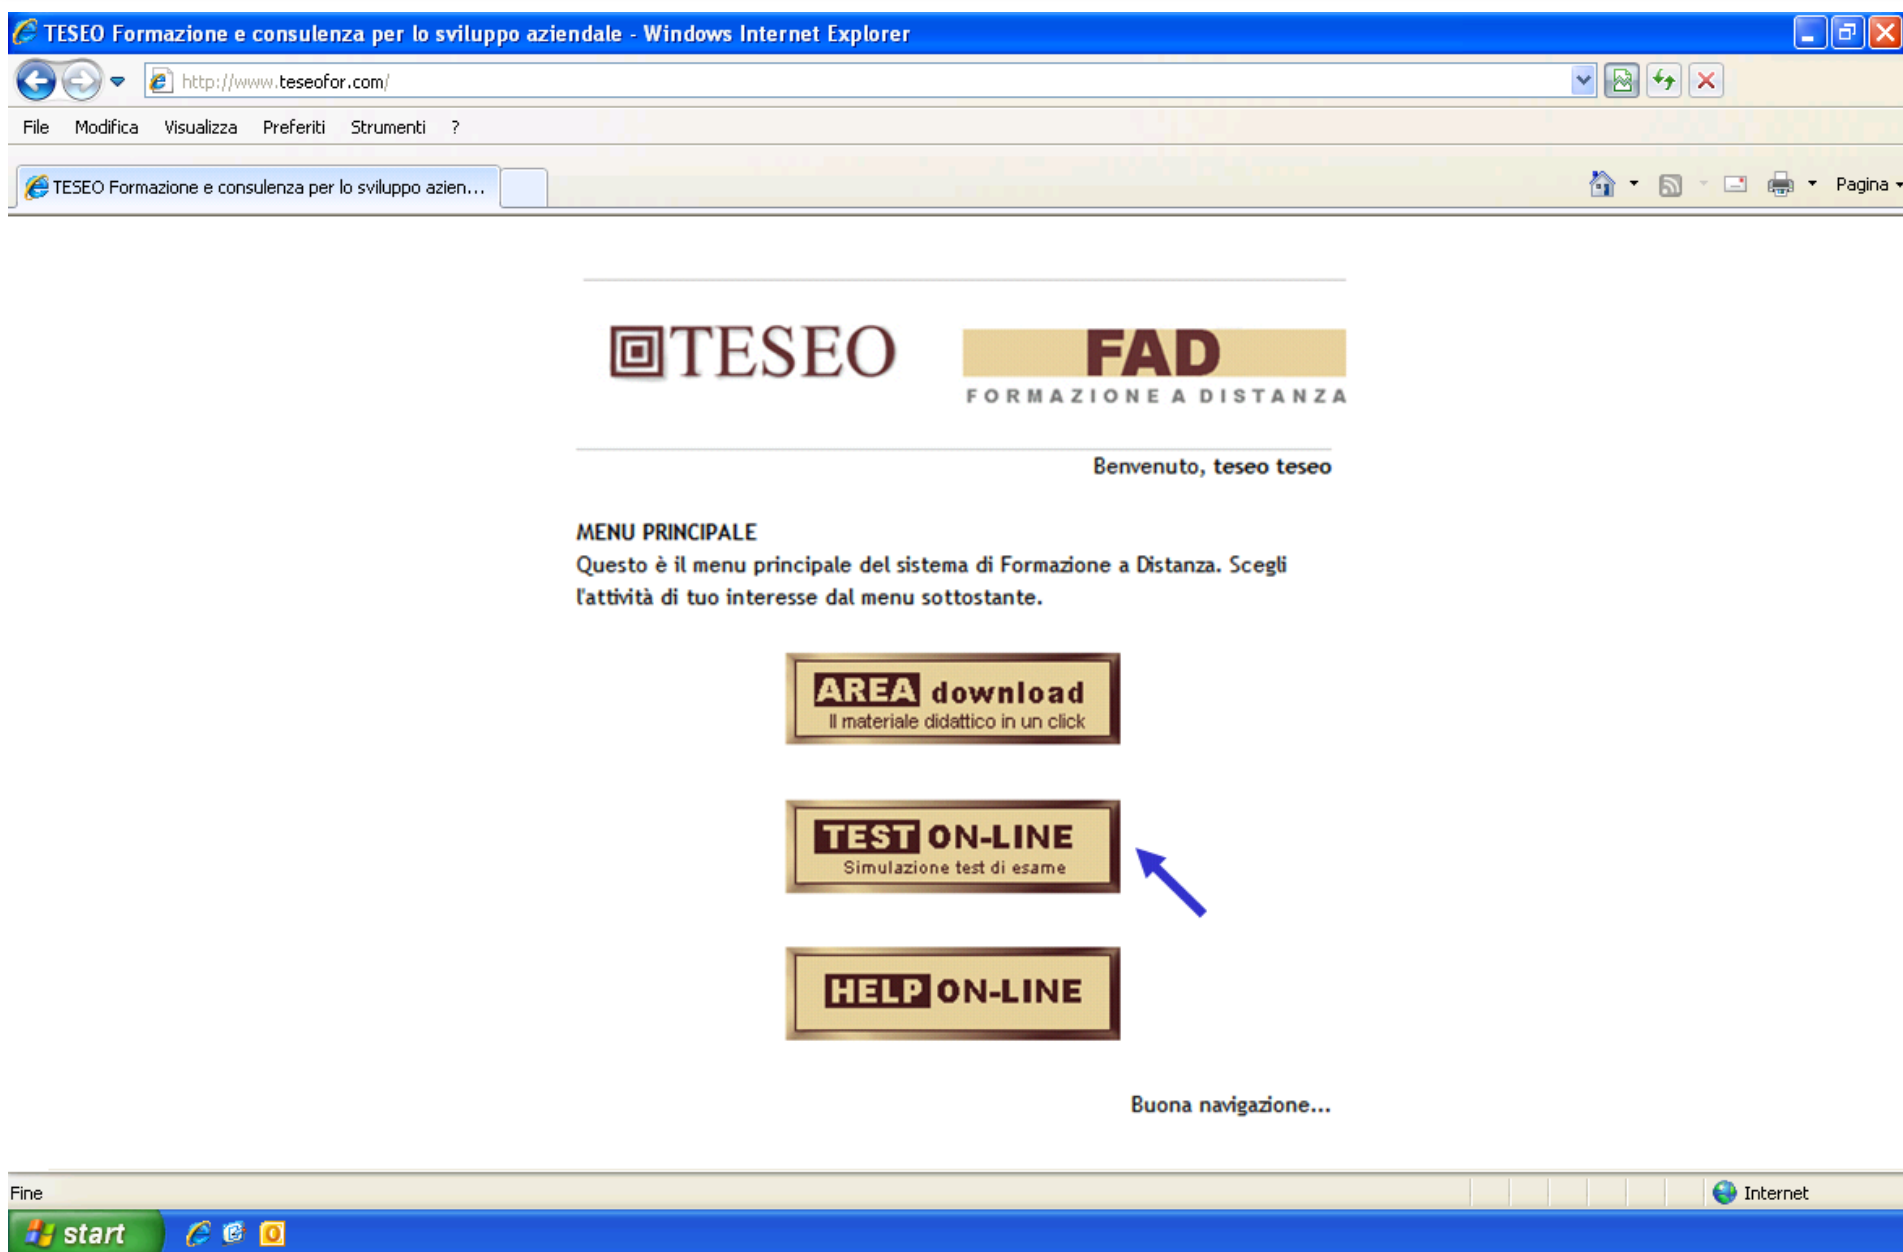 TESEO Formazione e consulenza per lo sviluppo aziendale - Windows Internet Explorer
http://www.teseofor.com/
File Modifica Visualizza Preferiti Strumenti ?
TESEO Formazione e consulenza per lo sviluppo azien...
Pagina
TESEO
FAD
FORMAZIONE A DISTANZA
Benvenuto, teseo teseo
MENU PRINCIPALE
Questo è il menu principale del sistema di Formazione a Distanza. Scegli
l'attività di tuo interesse dal menu sottostante.
AREA download
Il materiale didattico in un click
TEST ON-LINE
Simulazione test di esame
HELP ON-LINE
Buona navigazione...
Fine
Internet
start